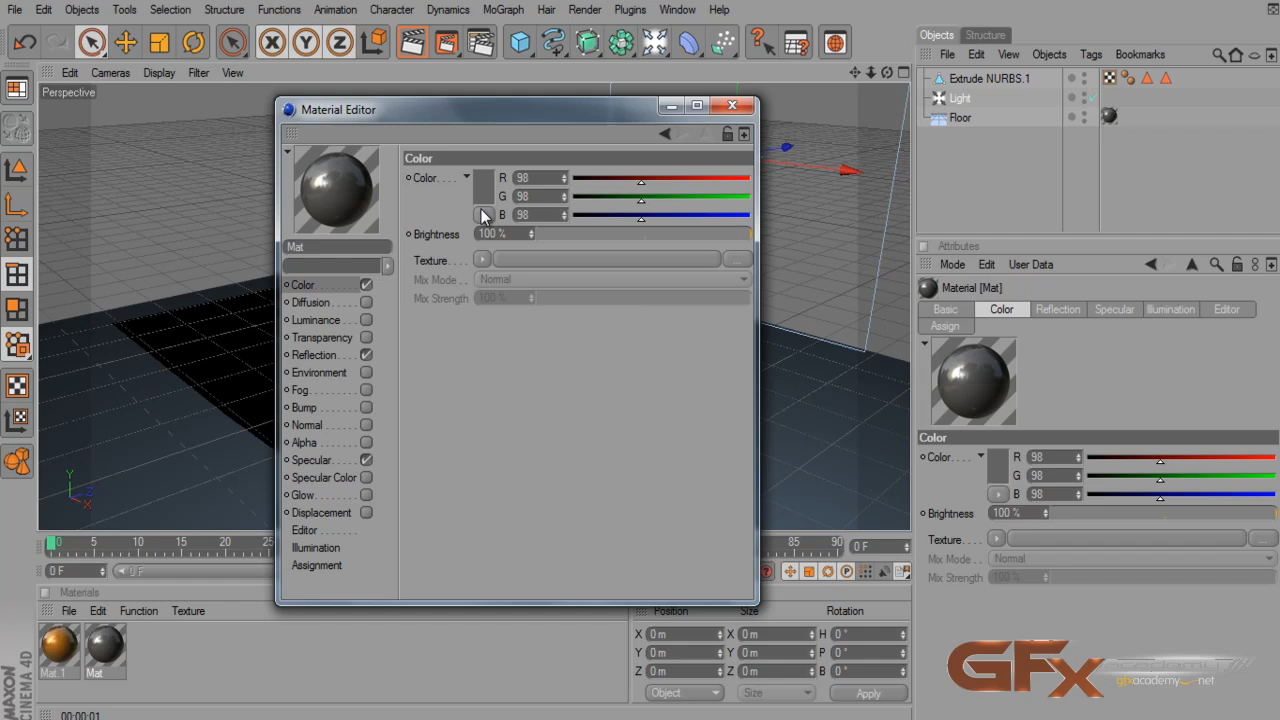 File Edit Objects Tools Selection Structure Functions Animation Character Dynamics MoGraph Hair Render Plugins Window Help
Objects Structure
File Edit View Objects Tags Bookmarks
Edit Cameras Display Filter View
Perspective
Extrude NURBS.1
Light
Floor
Material Editor
Color
Color. . . .
R 98
G 98
B 98
Brightness 100 %
Texture. . . . .
Mix Mode . Normal
Mix Strength 100 %
Mat
Color
Diffusion
Luminance
Transparency
Reflection
Environment
Fog
Bump
Normal
Alpha
Specular
Specular Color
Glow
Displacement
Editor
Illumination
Assignment
Attributes
Mode Edit User Data
Material [Mat]
Basic Color Reflection Specular Illumination Editor
Assign
Color
Color. . . .
R 98
G 98
B 98
Brightness 100 %
Texture. . . . .
Mix Mode . Normal
Mix Strength 100 %
0 5 10 15 20 25 85 90 0 F
0 F 0 F
Materials
File Edit Function Texture
Mat.1 Mat
Position Size Rotation
X 0 m X 0 m H 0 °
Y 0 m Y 0 m P 0 °
Z 0 m Z 0 m B 0 °
Object Size Apply
Y
Z
X
MAXON
CINEMA 4D
00:00:01
GFx academy
gfxacademy.net